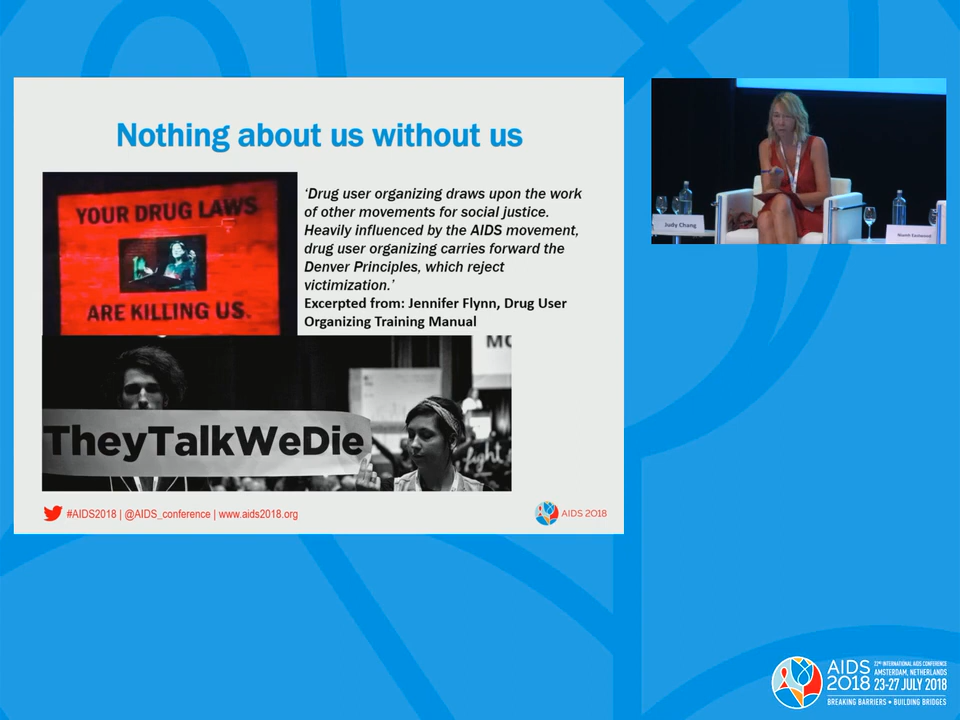 Nothing about us without us
YOUR DRUG LAWS
ARE KILLING US.
‘Drug user organizing draws upon the work
of other movements for social justice.
Heavily influenced by the AIDS movement,
drug user organizing carries forward the
Denver Principles, which reject
victimization.’
Excerpted from: Jennifer Flynn, Drug User
Organizing Training Manual
TheyTalkWeDie
fight
#AIDS2018 | @AIDS_conference | www.aids2018.org
AIDS 2018
Judy Chang
Niamh Eastwood
AIDS
2018
22ND INTERNATIONAL AIDS CONFERENCE
AMSTERDAM, NETHERLANDS
23-27 JULY 2018
BREAKING BARRIERS • BUILDING BRIDGES